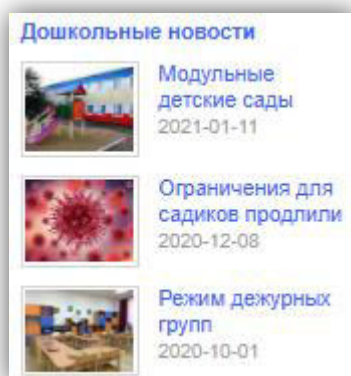 Дошкольные новости
Модульные
детские сады
2021-01-11
Ограничения для
садиков продлили
2020-12-08
Режим дежурных
групп
2020-10-01